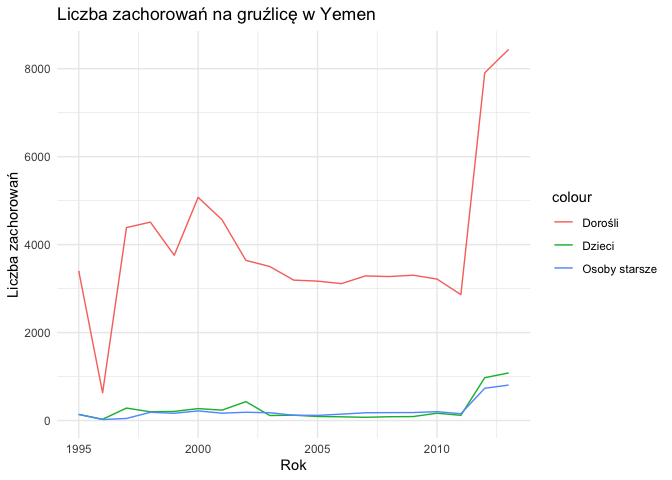 Liczba zachorowań na gruźlicę w Yemen
Liczba zachorowań
8000
6000
4000
2000
0
1995
2000
2005
2010
Rok
colour
Dorośli
Dzieci
Osoby starsze